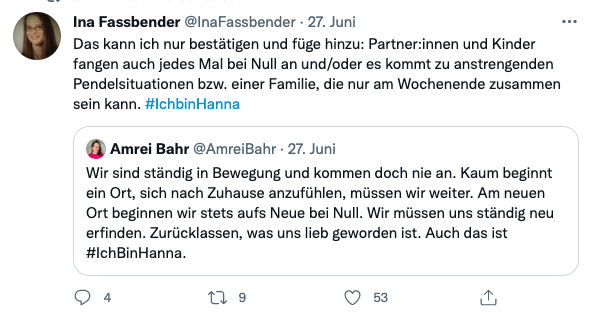 Ina Fassbender @InaFassbender · 27. Juni
Das kann ich nur bestätigen und füge hinzu: Partner:innen und Kinder
fangen auch jedes Mal bei Null an und/oder es kommt zu anstrengenden
Pendelsituationen bzw. einer Familie, die nur am Wochenende zusammen
sein kann. #IchbinHanna
Amrei Bahr @AmreiBahr · 27. Juni
Wir sind ständig in Bewegung und kommen doch nie an. Kaum beginnt
ein Ort, sich nach Zuhause anzufühlen, müssen wir weiter. Am neuen
Ort beginnen wir stets aufs Neue bei Null. Wir müssen uns ständig neu
erfinden. Zurücklassen, was uns lieb geworden ist. Auch das ist
#IchBinHanna.
4 9 53